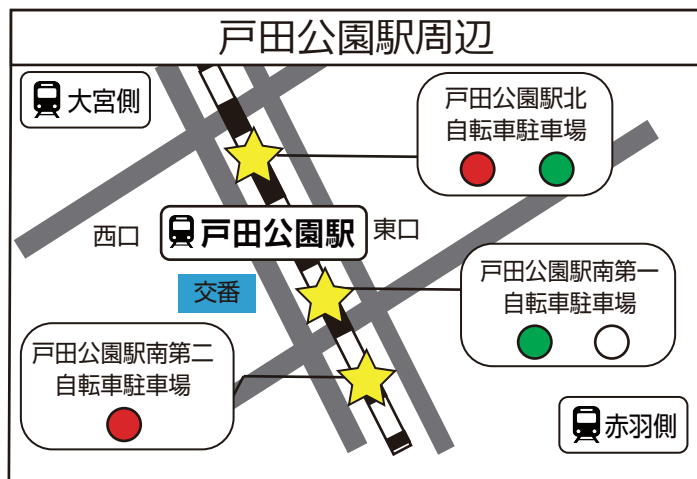 戸田公園駅周辺
大宮側
戸田公園駅北
自転車駐車場
西口
戸田公園駅
東口
交番
戸田公園駅南第一
自転車駐車場
戸田公園駅南第二
自転車駐車場
赤羽側